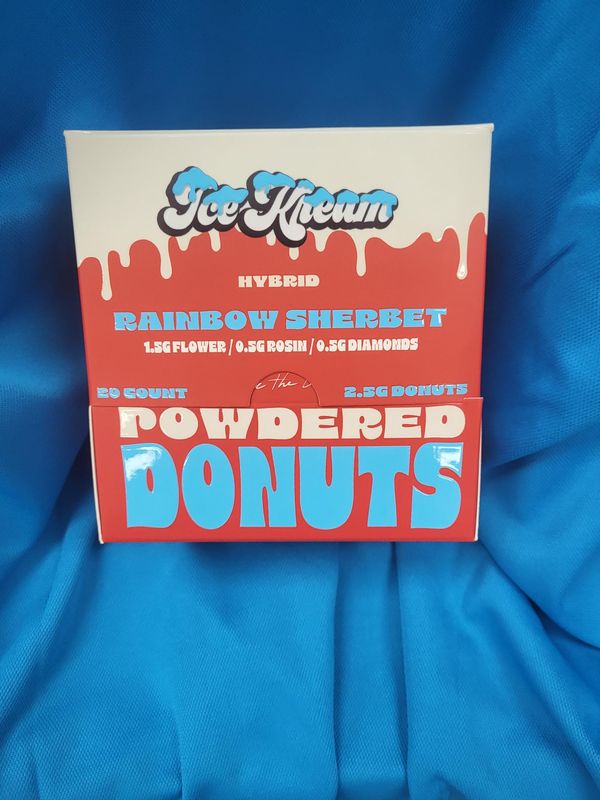 Ice Kream
HYBRID
RAINBOW SHERBET
1.5G FLOWER / 0.5G ROSIN / 0.5G DIAMONDS
the
20 COUNT 2.5G DONUTS
POWDERED
DONUTS